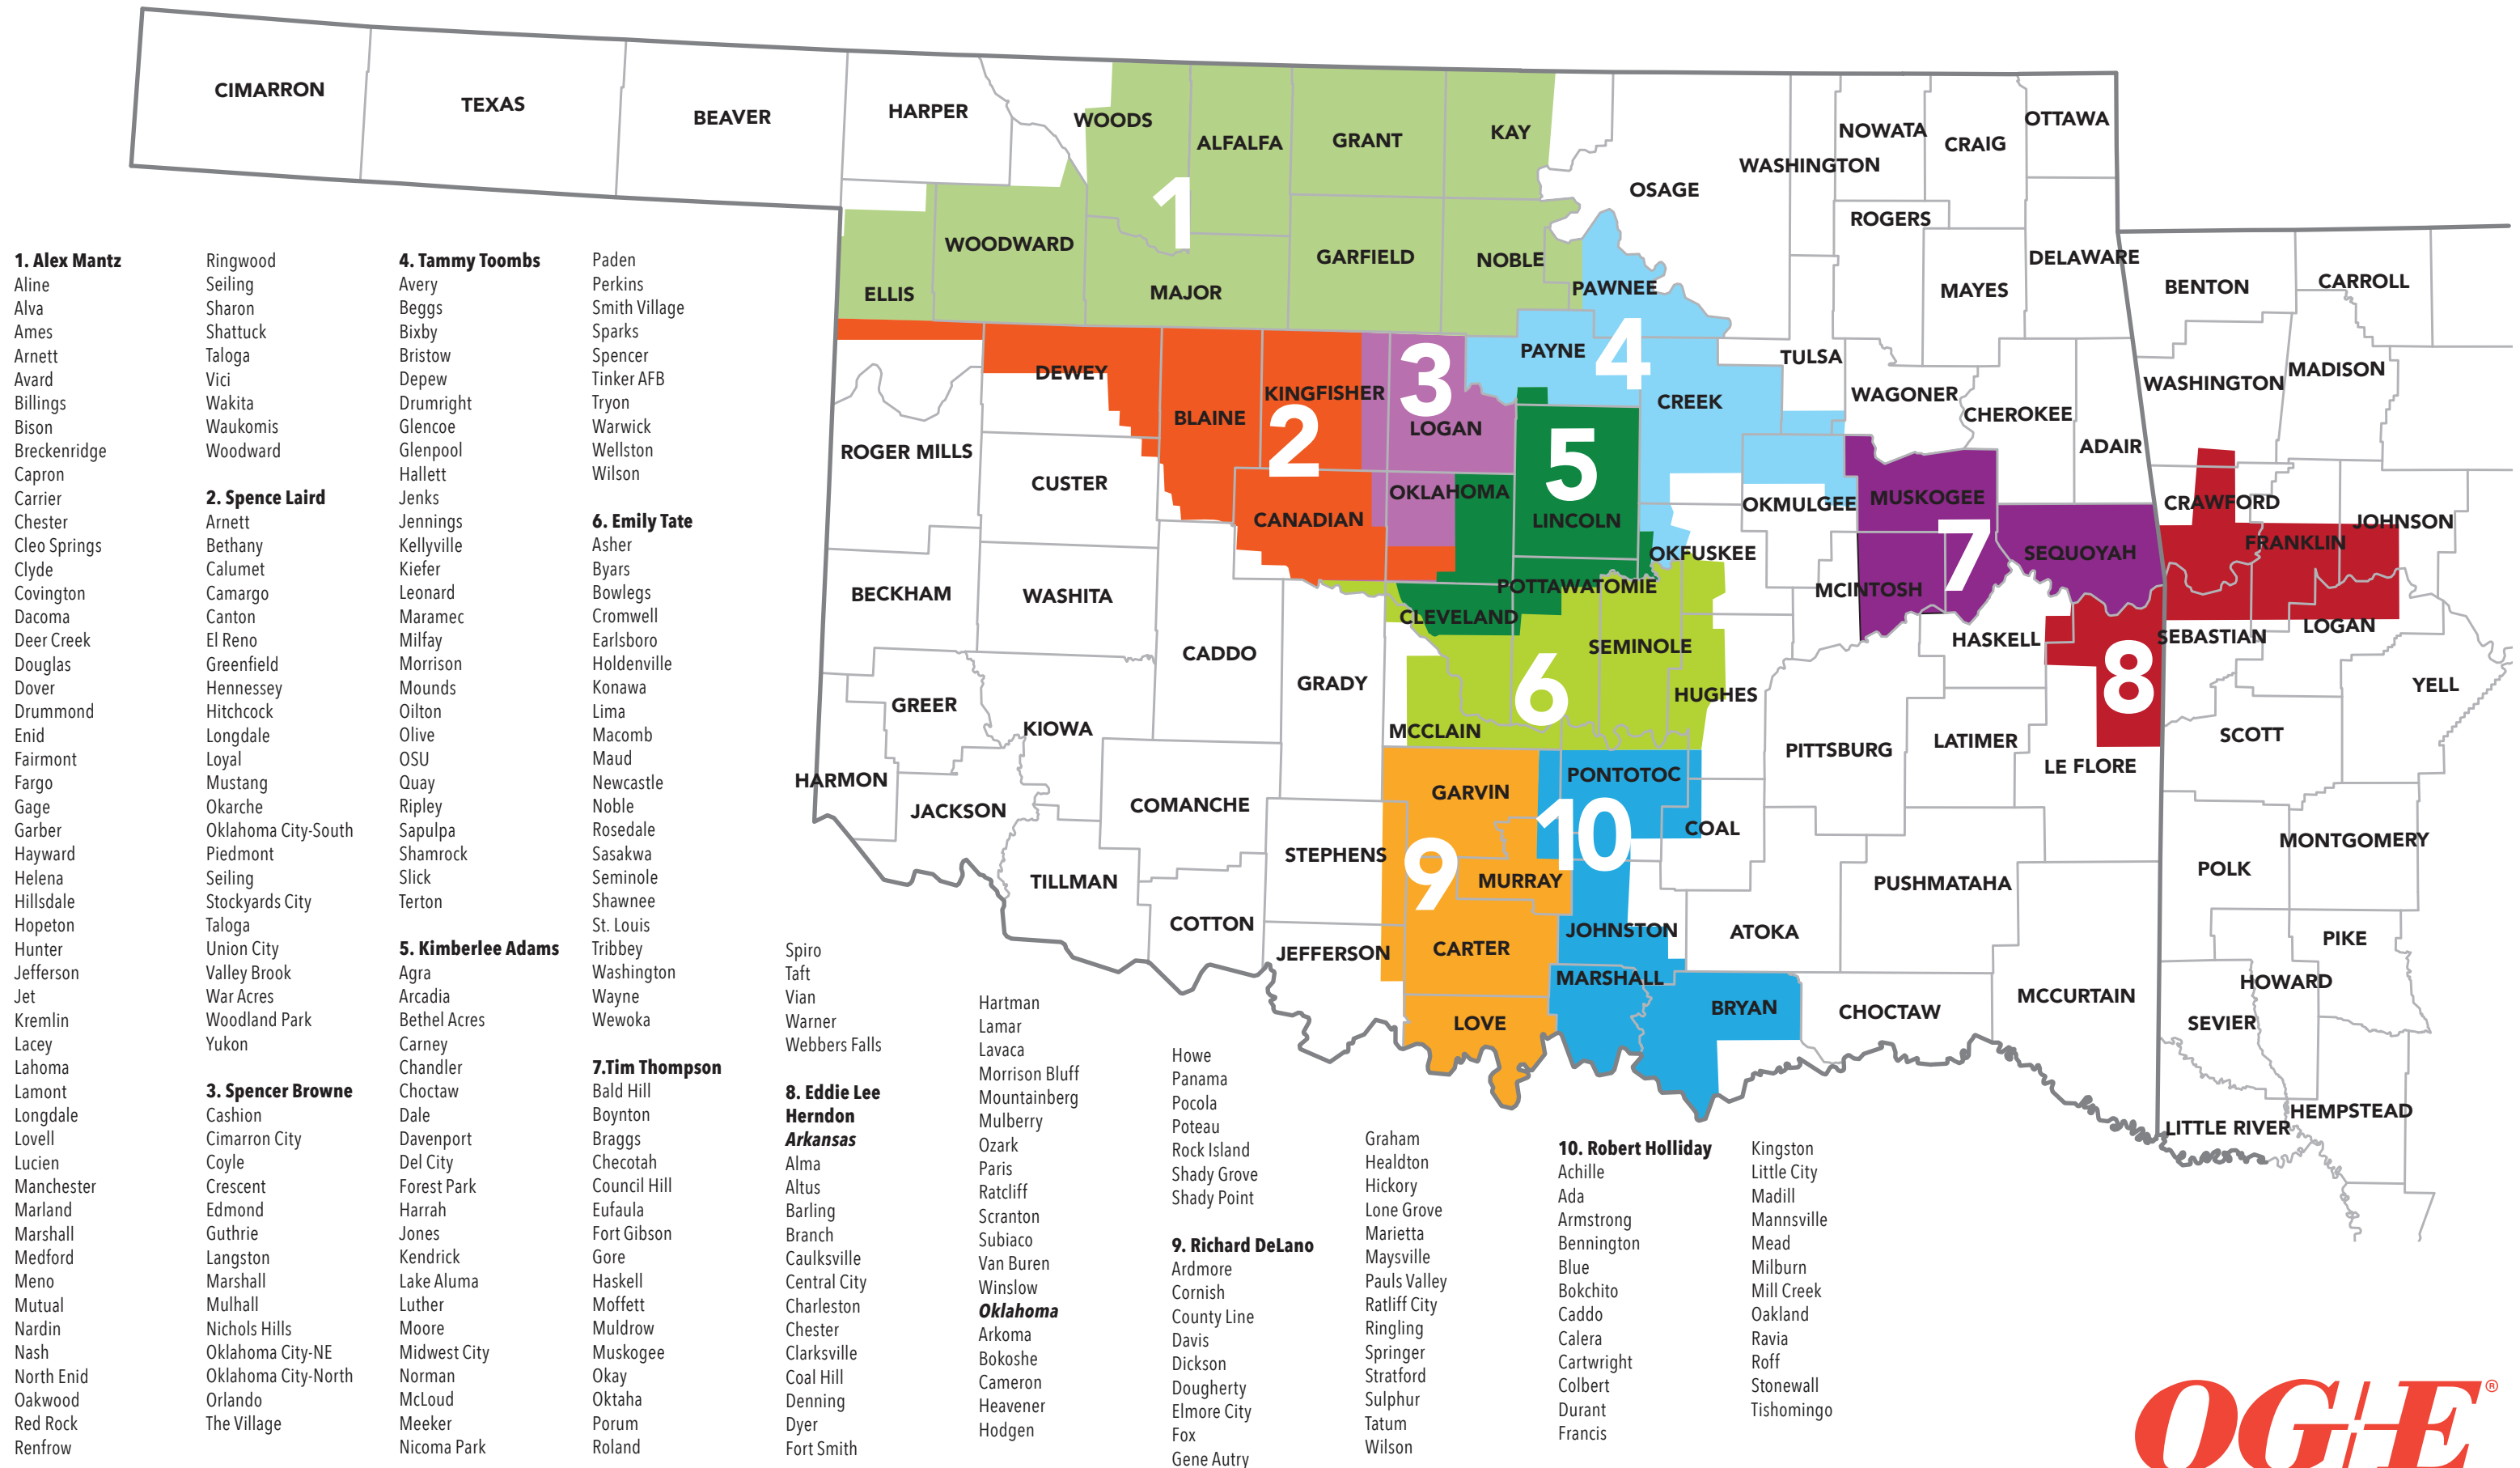 CIMARRON
TEXAS
BEAVER
HARPER
WOODS
ALFALFA
GRANT
KAY
OSAGE
WASHINGTON
NOWATA
CRAIG
OTTAWA
ROGERS
DELAWARE
MAYES
WOODWARD
ELLIS
MAJOR
GARFIELD
NOBLE
PAWNEE
1
BENTON
CARROLL
WASHINGTON
MADISON
DEWEY
BLAINE
KINGFISHER
2
3
LOGAN
PAYNE
4
CREEK
TULSA
WAGONER
CHEROKEE
ADAIR
ROGER MILLS
CUSTER
CANADIAN
OKLAHOMA
5
LINCOLN
OKMULGEE
MUSKOGEE
OKFUSKEE
7
SEQUOYAH
MCINTOSH
CRAWFORD
FRANKLIN
JOHNSON
BECKHAM
WASHITA
CADDO
GRADY
CLEVELAND
POTTAWATOMIE
SEMINOLE
6
HUGHES
MCCLAIN
HASKELL
8
SEBASTIAN
LOGAN
YELL
SCOTT
GREER
KIOWA
HARMON
JACKSON
COMANCHE
TILLMAN
COTTON
STEPHENS
JEFFERSON
GARVIN
9
MURRAY
CARTER
LOVE
PONTOTOC
10
COAL
JOHNSTON
MARSHALL
BRYAN
PITTSBURG
LATIMER
LE FLORE
PUSHMATAHA
ATOKA
CHOCTAW
MCCURTAIN
POLK
MONTGOMERY
PIKE
HOWARD
SEVIER
HEMPSTEAD
LITTLE RIVER
1. Alex Mantz
Aline
Alva
Ames
Arnett
Avard
Billings
Bison
Breckenridge
Capron
Carrier
Chester
Cleo Springs
Clyde
Covington
Dacoma
Deer Creek
Douglas
Dover
Drummond
Enid
Fairmont
Fargo
Gage
Garber
Hayward
Helena
Hillsdale
Hopeton
Hunter
Jefferson
Jet
Kremlin
Lacey
Lahoma
Lamont
Longdale
Lovell
Lucien
Manchester
Marland
Marshall
Medford
Meno
Mutual
Nardin
Nash
North Enid
Oakwood
Red Rock
Renfrow
Ringwood
Seiling
Sharon
Shattuck
Taloga
Vici
Wakita
Waukomis
Woodward
2. Spence Laird
Arnett
Bethany
Calumet
Camargo
Canton
El Reno
Greenfield
Hennessey
Hitchcock
Longdale
Loyal
Mustang
Okarche
Oklahoma City-South
Piedmont
Seiling
Stockyards City
Taloga
Union City
Valley Brook
War Acres
Woodland Park
Yukon
3. Spencer Browne
Cashion
Cimarron City
Coyle
Crescent
Edmond
Guthrie
Langston
Marshall
Mulhall
Nichols Hills
Oklahoma City-NE
Oklahoma City-North
Orlando
The Village
4. Tammy Toombs
Avery
Beggs
Bixby
Bristow
Depew
Drumright
Glencoe
Glenpool
Hallett
Jenks
Jennings
Kellyville
Kiefer
Leonard
Maramec
Milfay
Morrison
Mounds
Oilton
Olive
OSU
Quay
Ripley
Sapulpa
Shamrock
Slick
Terton
5. Kimberlee Adams
Agra
Arcadia
Bethel Acres
Carney
Chandler
Choctaw
Dale
Davenport
Del City
Forest Park
Harrah
Jones
Kendrick
Lake Aluma
Luther
Moore
Midwest City
Norman
McLoud
Meeker
Nicoma Park
Paden
Perkins
Smith Village
Sparks
Spencer
Tinker AFB
Tryon
Warwick
Wellston
Wilson
6. Emily Tate
Asher
Byars
Bowlegs
Cromwell
Earlsboro
Holdenville
Konawa
Lima
Macomb
Maud
Newcastle
Noble
Rosedale
Sasakwa
Seminole
Shawnee
St. Louis
Tribbey
Washington
Wayne
Wewoka
7.Tim Thompson
Bald Hill
Boynton
Braggs
Checotah
Council Hill
Eufaula
Fort Gibson
Gore
Haskell
Moffett
Muldrow
Muskogee
Okay
Oktaha
Porum
Roland
Spiro
Taft
Vian
Warner
Webbers Falls
8. Eddie Lee
Herndon
Arkansas
Alma
Altus
Barling
Branch
Caulksville
Central City
Charleston
Chester
Clarksville
Coal Hill
Denning
Dyer
Fort Smith
Hartman
Lamar
Lavaca
Morrison Bluff
Mountainberg
Mulberry
Ozark
Paris
Ratcliff
Scranton
Subiaco
Van Buren
Winslow
Oklahoma
Arkoma
Bokoshe
Cameron
Heavener
Hodgen
Howe
Panama
Pocola
Poteau
Rock Island
Shady Grove
Shady Point
9. Richard DeLano
Ardmore
Cornish
County Line
Davis
Dickson
Dougherty
Elmore City
Fox
Gene Autry
Graham
Healdton
Hickory
Lone Grove
Marietta
Maysville
Pauls Valley
Ratliff City
Ringling
Springer
Stratford
Sulphur
Tatum
Wilson
10. Robert Holliday
Achille
Ada
Armstrong
Bennington
Blue
Bokchito
Caddo
Calera
Cartwright
Colbert
Durant
Francis
Kingston
Little City
Madill
Mannsville
Mead
Milburn
Mill Creek
Oakland
Ravia
Roff
Stonewall
Tishomingo
OG+E®